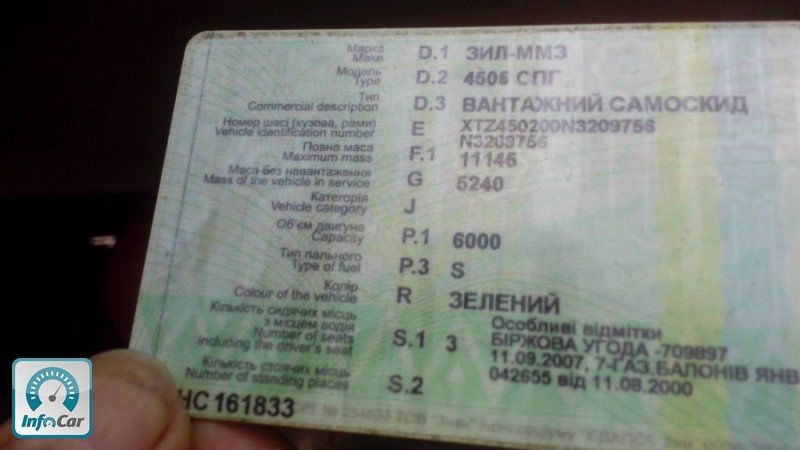 Марка
Make D.1 ЗИЛ-ММЗ
Модель
Type D.2 4505 СПГ
Тип
Commercial description D.3 ВАНТАЖНИЙ САМОСКИД
Номер шасі (кузова, рами)
Vehicle identification number E XTZ450200N3209756
N3209756
Повна маса
Maximum mass F.1 11145
Маса без навантаження
Mass of the vehicle in service G 5240
Категорія
Vehicle category J
Об'єм двигуна
Capacity P.1 6000
Тип пального
Type of fuel P.3 S
Колір
Colour of the vehicle R ЗЕЛЕНИЙ
Кількість сидячих місць
з місцем водія
Number of seats
including the driver's seat S.1 3
Особливі відмітки
БІРЖОВА УГОДА -709897
11.09.2007, 7-ГАЗ.БАЛОНІВ ЯНВ
042655 від 11.08.2000
Кількість стоячих місць
Number of standing places S.2
НС 161833
InfoCar